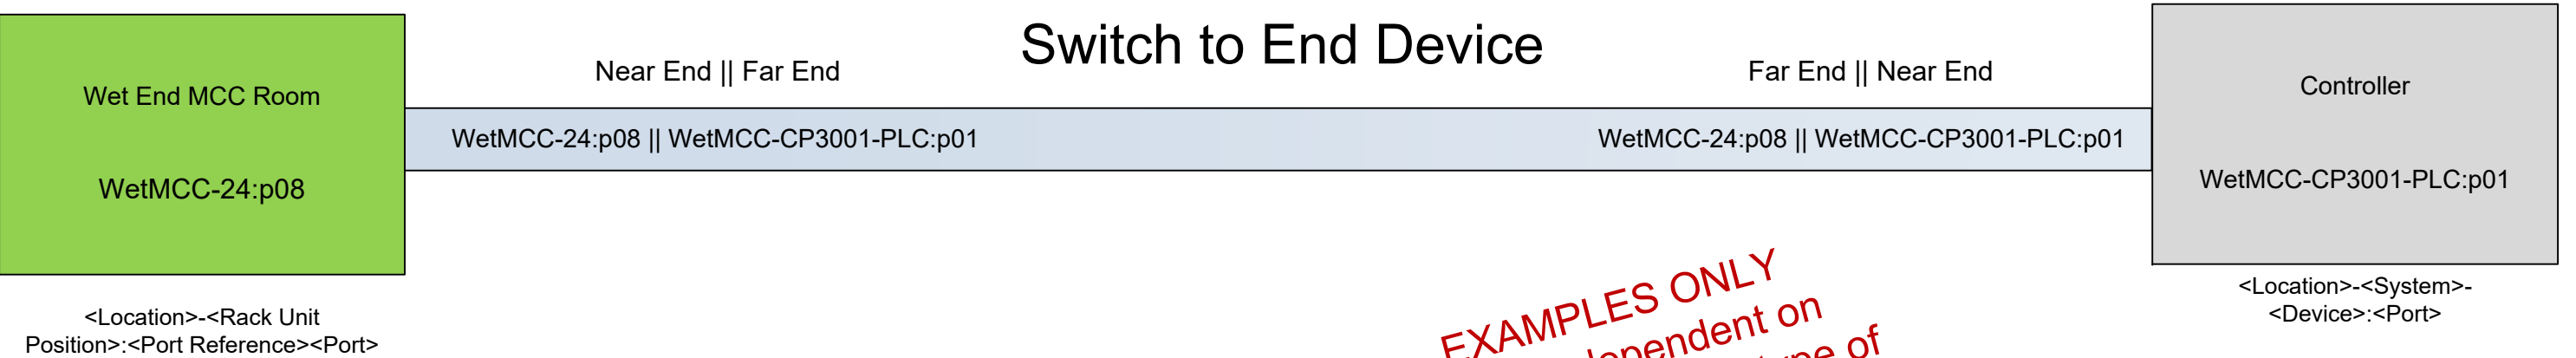 Switch to End Device
Near End || Far End
Far End || Near End
Wet End MCC Room
WetMCC-24:p08
WetMCC-24:p08 || WetMCC-CP3001-PLC:p01
WetMCC-24:p08 || WetMCC-CP3001-PLC:p01
Controller
WetMCC-CP3001-PLC:p01
<Location>-<Rack Unit
Position>:<Port Reference><Port>
<Location>-<System>-
<Device>:<Port>
EXAMPLES ONLY
on
of